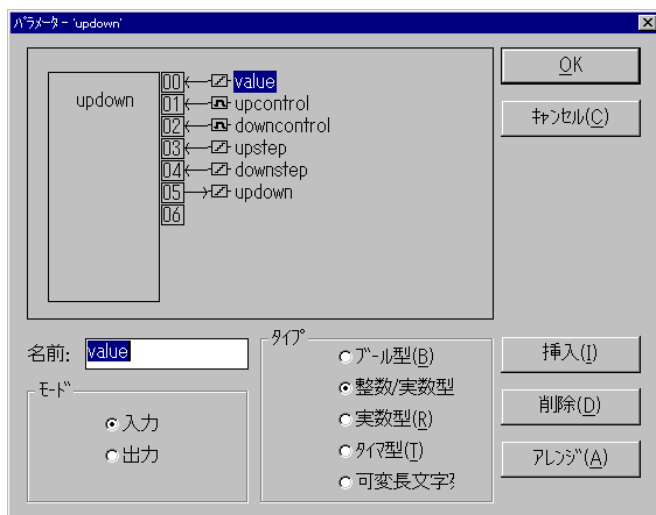 ﾊﾟﾗﾒｰﾀｰ - 'updown'
updown
00 value
01 upcontrol
02 downcontrol
03 upstep
04 downstep
05 updown
06
OK
ｷｬﾝｾﾙ(C)
名前: value
ﾓｰﾄﾞ
入力
出力
ﾀｲﾌﾟ
ﾌﾞｰﾙ型(B)
整数/実数型
実数型(R)
ﾀｲﾏ型(T)
可変長文字
挿入(I)
削除(D)
ｱﾚﾝｼﾞ(A)